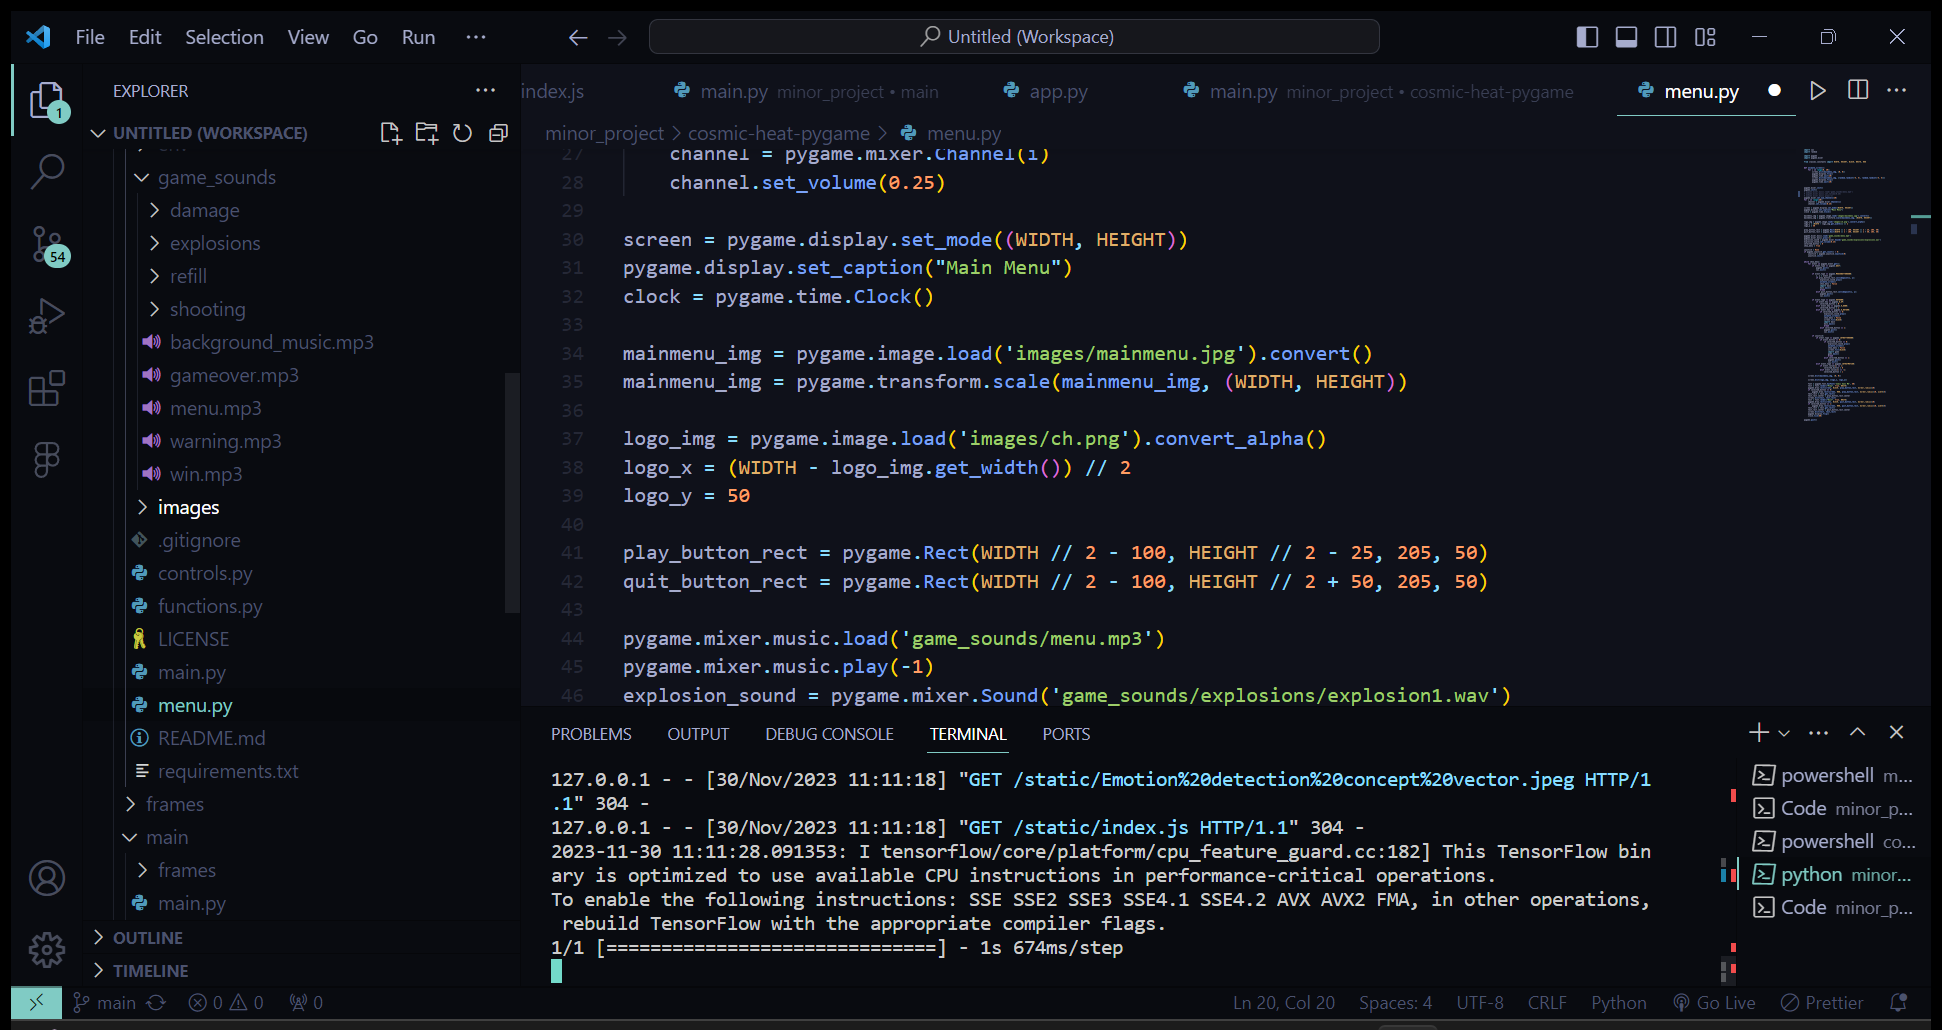 File Edit Selection View Go Run ···
Untitled (Workspace)
EXPLORER
index.js
main.py minor_project • main
app.py
main.py minor_project • cosmic-heat-pygame
menu.py
1
UNTITLED (WORKSPACE)
minor_project > cosmic-heat-pygame > menu.py
game_sounds
damage
explosions
refill
shooting
background_music.mp3
gameover.mp3
menu.mp3
warning.mp3
win.mp3
images
.gitignore
controls.py
functions.py
LICENSE
main.py
menu.py
README.md
requirements.txt
frames
main
frames
main.py
OUTLINE
TIMELINE
54
27 channel = pygame.mixer.Channel(i)
28 channel.set_volume(0.25)
29
30 screen = pygame.display.set_mode((WIDTH, HEIGHT))
31 pygame.display.set_caption("Main Menu")
32 clock = pygame.time.Clock()
33
34 mainmenu_img = pygame.image.load('images/mainmenu.jpg').convert()
35 mainmenu_img = pygame.transform.scale(mainmenu_img, (WIDTH, HEIGHT))
36
37 logo_img = pygame.image.load('images/ch.png').convert_alpha()
38 logo_x = (WIDTH - logo_img.get_width()) // 2
39 logo_y = 50
40
41 play_button_rect = pygame.Rect(WIDTH // 2 - 100, HEIGHT // 2 - 25, 205, 50)
42 quit_button_rect = pygame.Rect(WIDTH // 2 - 100, HEIGHT // 2 + 50, 205, 50)
43
44 pygame.mixer.music.load('game_sounds/menu.mp3')
45 pygame.mixer.music.play(-1)
46 explosion_sound = pygame.mixer.Sound('game_sounds/explosions/explosion1.wav')
PROBLEMS OUTPUT DEBUG CONSOLE TERMINAL PORTS
127.0.0.1 - - [30/Nov/2023 11:11:18] "GET /static/Emotion%20detection%20concept%20vector.jpeg HTTP/1
.1" 304 -
127.0.0.1 - - [30/Nov/2023 11:11:18] "GET /static/index.js HTTP/1.1" 304 -
2023-11-30 11:11:28.091353: I tensorflow/core/platform/cpu_feature_guard.cc:182] This TensorFlow bin
ary is optimized to use available CPU instructions in performance-critical operations.
To enable the following instructions: SSE SSE2 SSE3 SSE4.1 SSE4.2 AVX AVX2 FMA, in other operations,
rebuild TensorFlow with the appropriate compiler flags.
1/1 [==============================] - 1s 674ms/step
powershell m...
Code minor_p...
powershell co...
python minor...
Code minor_p...
main 0 0 0
Ln 20, Col 20 Spaces: 4 UTF-8 CRLF Python Go Live Prettier